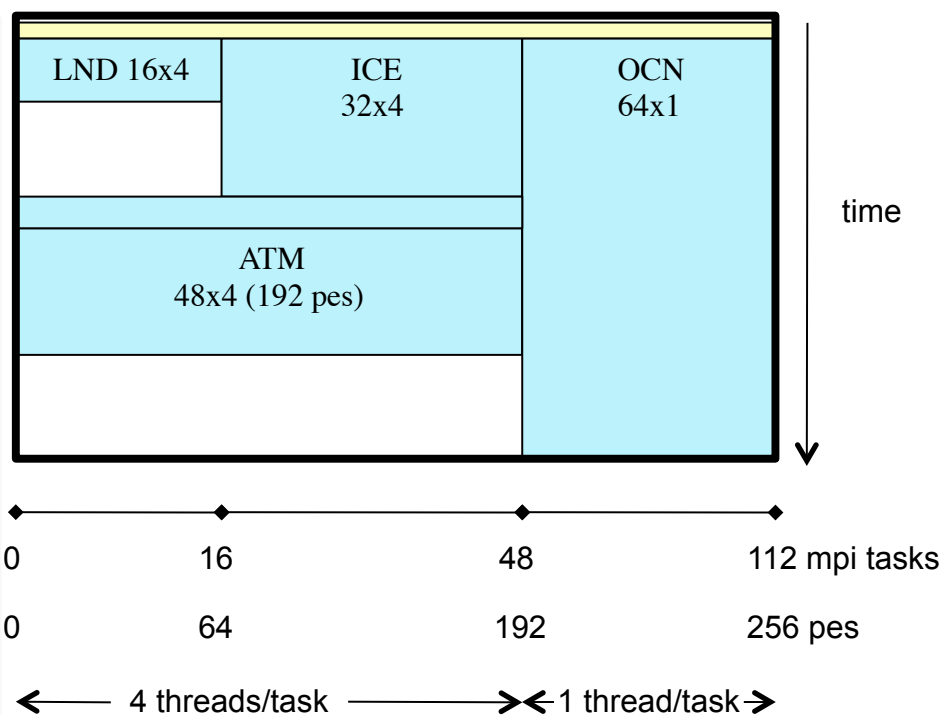 LND 16x4
ICE
32x4
OCN
64x1
time
ATM
48x4 (192 pes)
0 16 48 112 mpi tasks
0 64 192 256 pes
4 threads/task 1 thread/task